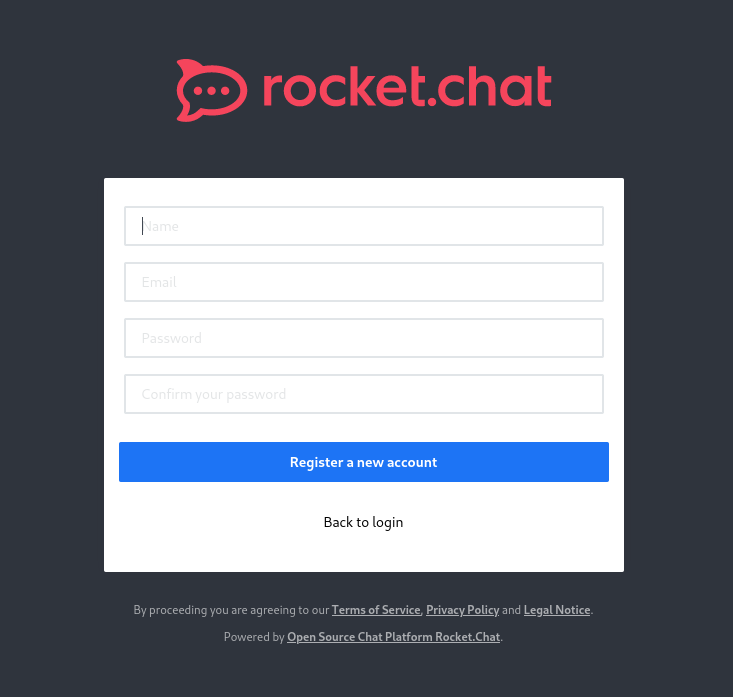 rocket.chat
Name
Email
Password
Confirm your password
Register a new account
Back to login
By proceeding you are agreeing to our Terms of Service, Privacy Policy and Legal Notice.
Powered by Open Source Chat Platform Rocket.Chat.